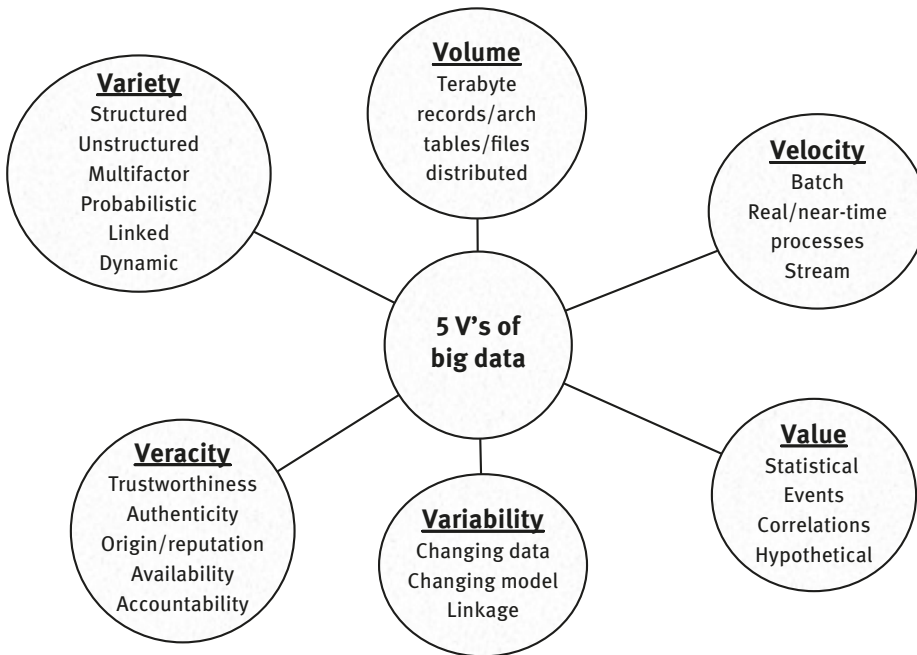 Volume
Terabyte
records/arch
tables/files
distributed
Variety
Structured
Unstructured
Multifactor
Probabilistic
Linked
Dynamic
Velocity
Batch
Real/near-time
processes
Stream
5 V’s of
big data
Veracity
Trustworthiness
Authenticity
Origin/reputation
Availability
Accountability
Variability
Changing data
Changing model
Linkage
Value
Statistical
Events
Correlations
Hypothetical